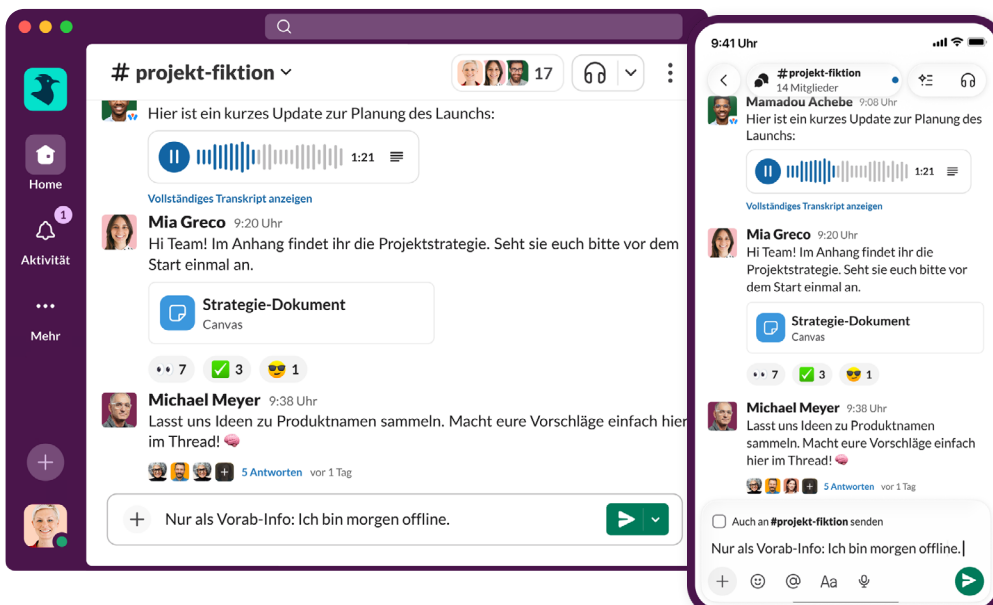 # projekt-fiktion
17
Hier ist ein kurzes Update zur Planung des Launchs:
1:21
Vollständiges Transkript anzeigen
Mia Greco 9:20 Uhr
Hi Team! Im Anhang findet ihr die Projektstrategie. Seht sie euch bitte vor dem
Start einmal an.
Strategie-Dokument
Canvas
7
3
1
Michael Meyer 9:38 Uhr
Lasst uns Ideen zu Produktnamen sammeln. Macht eure Vorschläge einfach hier
im Thread!
5 Antworten vor 1 Tag
Nur als Vorab-Info: Ich bin morgen offline.
Home
1
Aktivität
Mehr
9:41 Uhr
#projekt-fiktion
14 Mitglieder
Mamadou Achebe 9:08 Uhr
Hier ist ein kurzes Update zur Planung des
Launchs:
1:21
Vollständiges Transkript anzeigen
Mia Greco 9:20 Uhr
Hi Team! Im Anhang findet ihr die
Projektstrategie. Seht sie euch bitte vor
dem Start einmal an.
Strategie-Dokument
Canvas
7
3
1
Michael Meyer 9:38 Uhr
Lasst uns Ideen zu Produktnamen
sammeln. Macht eure Vorschläge einfach
hier im Thread!
5 Antworten vor 1 Tag
Auch an #projekt-fiktion senden
Nur als Vorab-Info: Ich bin morgen offline.
Aa